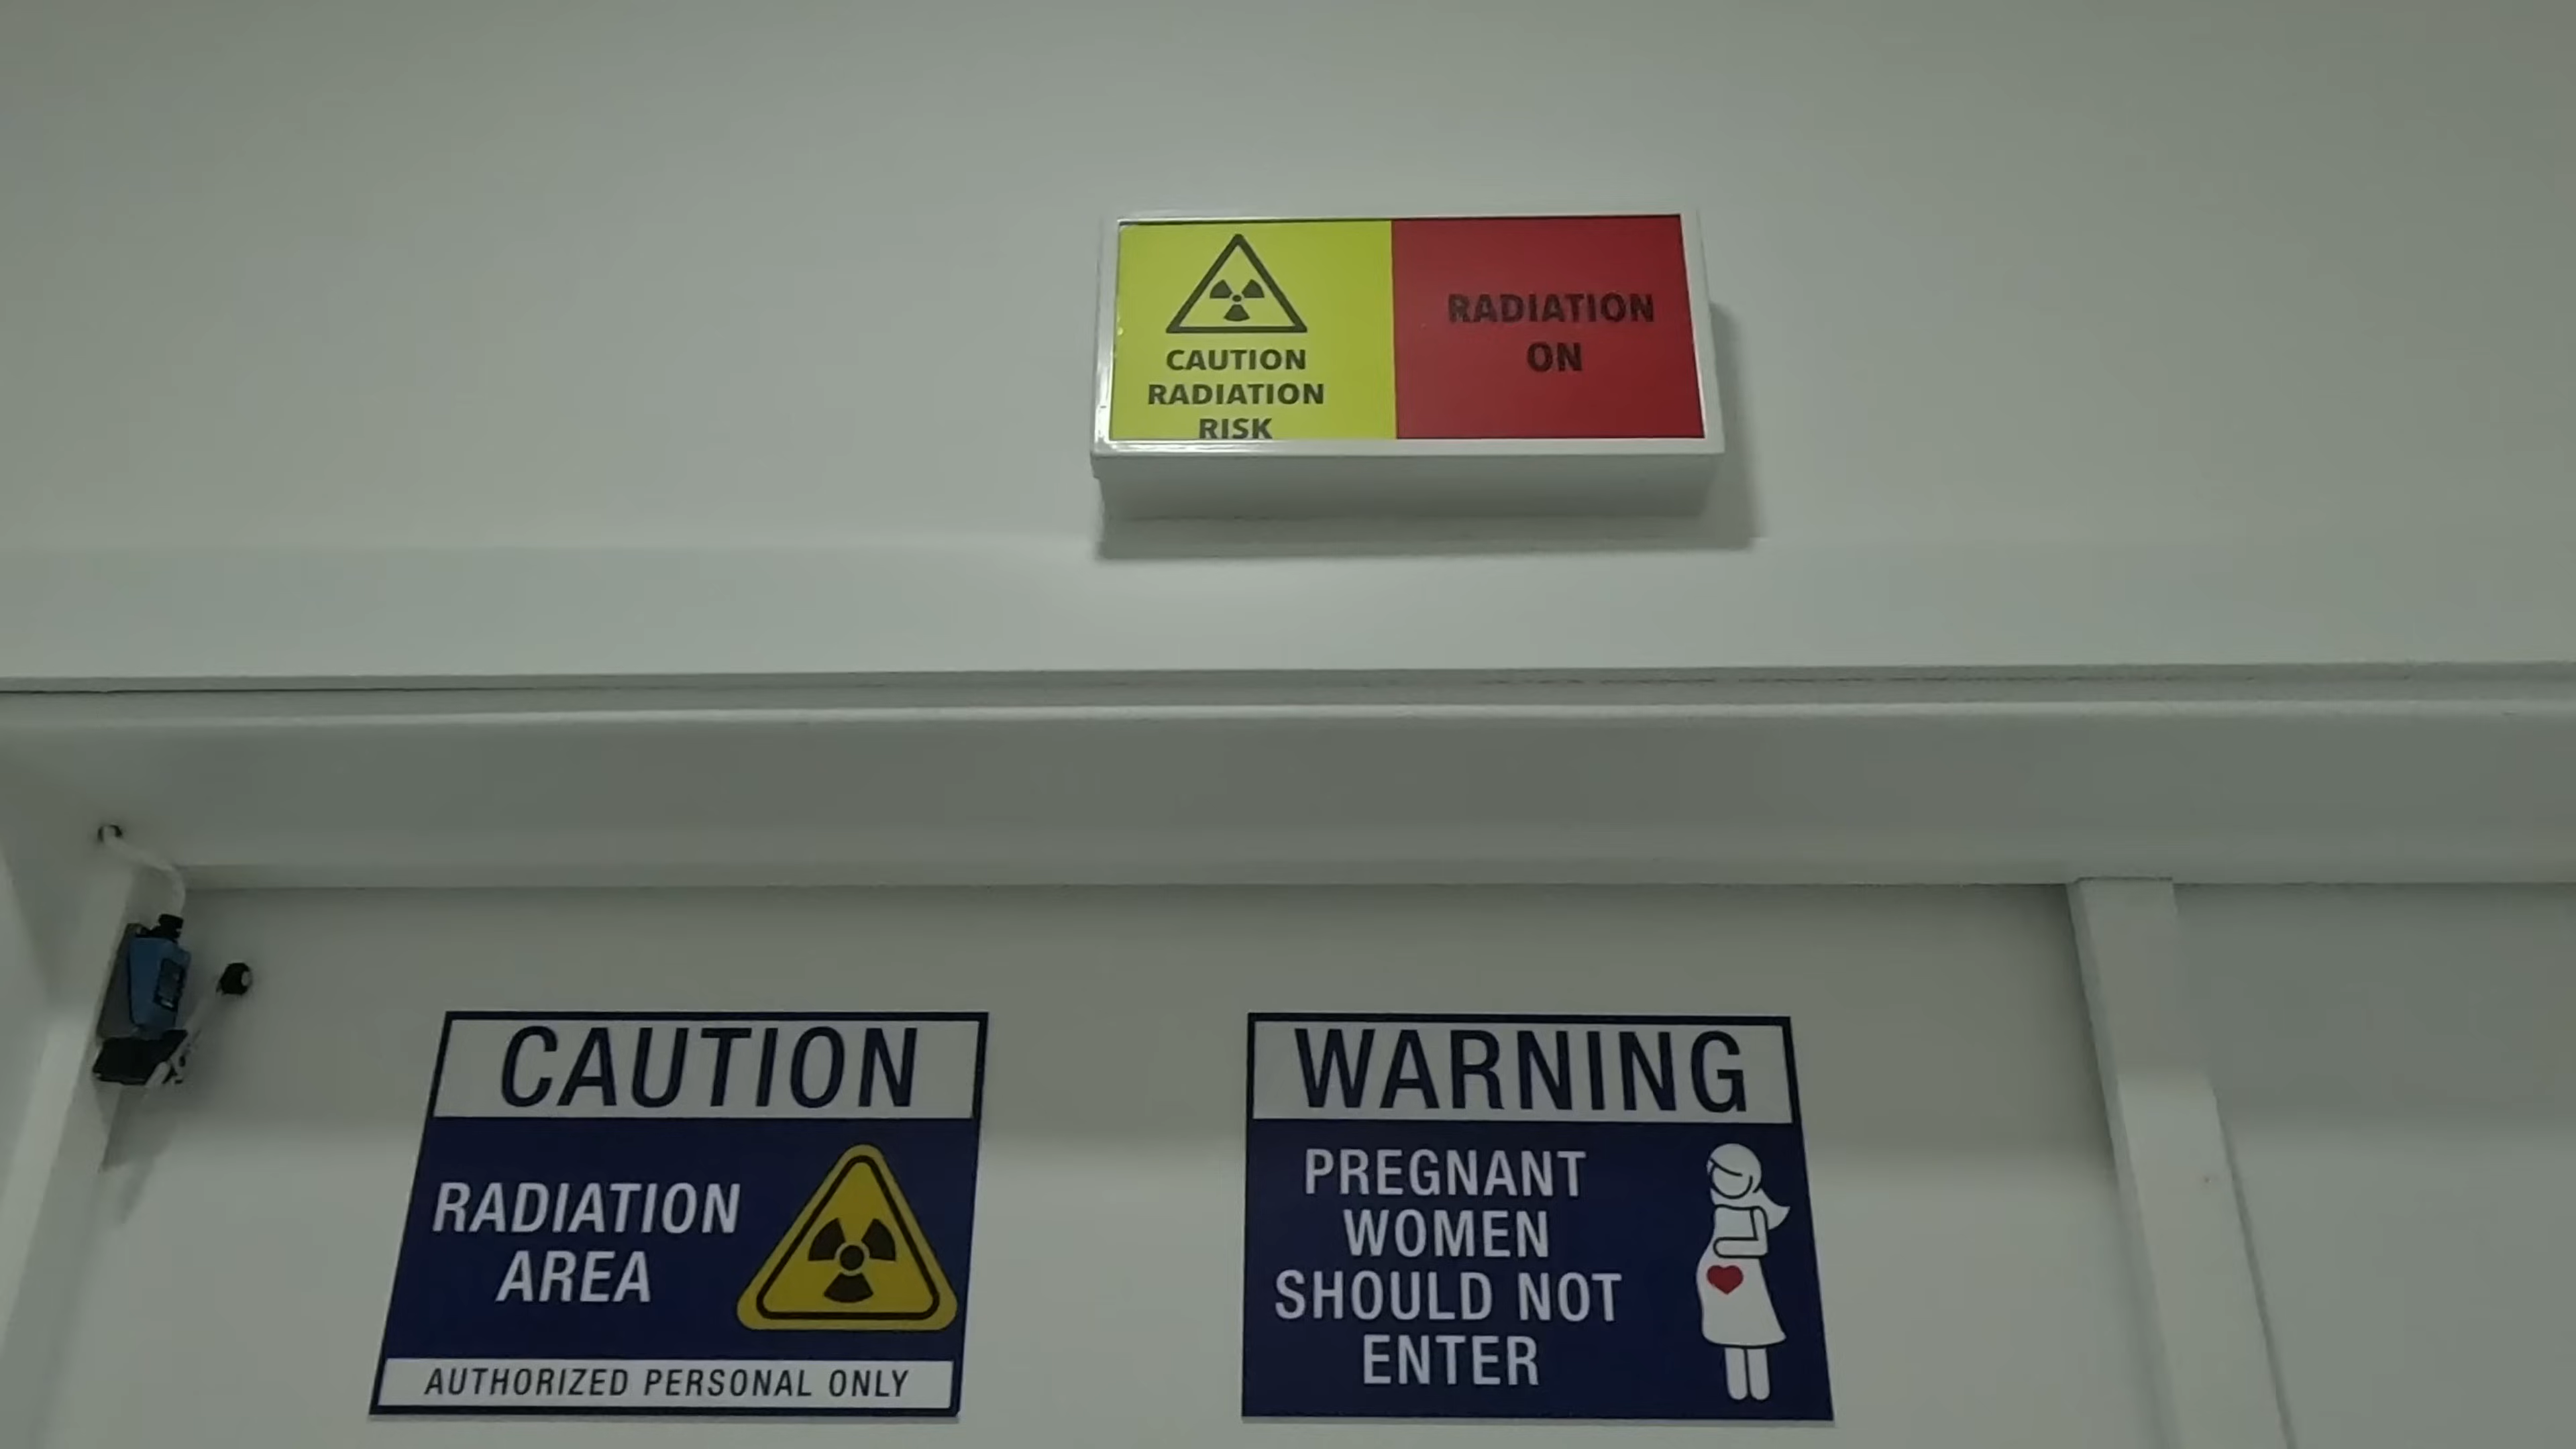 CAUTION
RADIATION
RISK
RADIATION
ON
CAUTION
RADIATION
AREA
AUTHORIZED PERSONAL ONLY
WARNING
PREGNANT
WOMEN
SHOULD NOT
ENTER